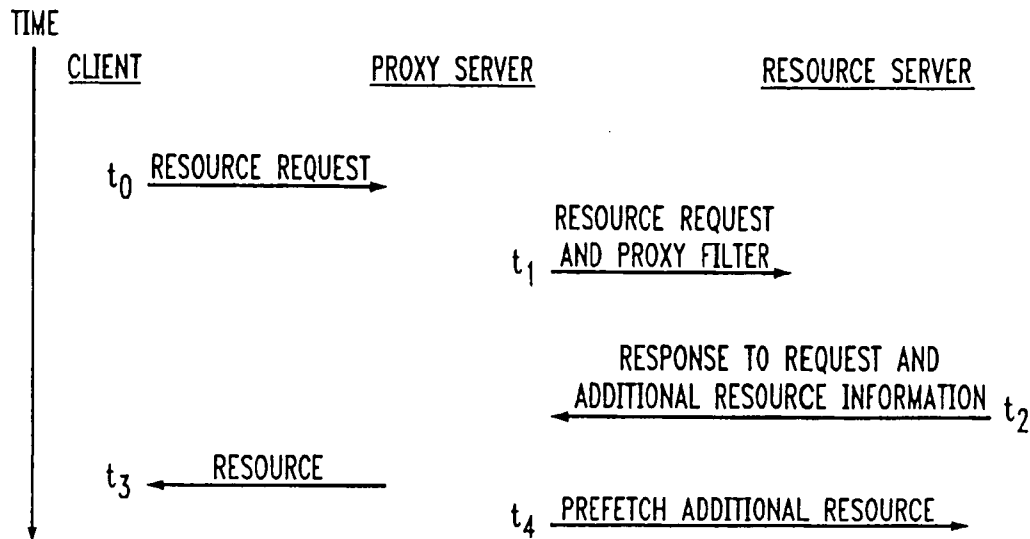 TIME
CLIENT PROXY SERVER RESOURCE SERVER
t0 RESOURCE REQUEST
RESOURCE REQUEST
AND PROXY FILTER
t1
RESPONSE TO REQUEST AND
ADDITIONAL RESOURCE INFORMATION
t2
t3 RESOURCE
t4 PREFETCH ADDITIONAL RESOURCE